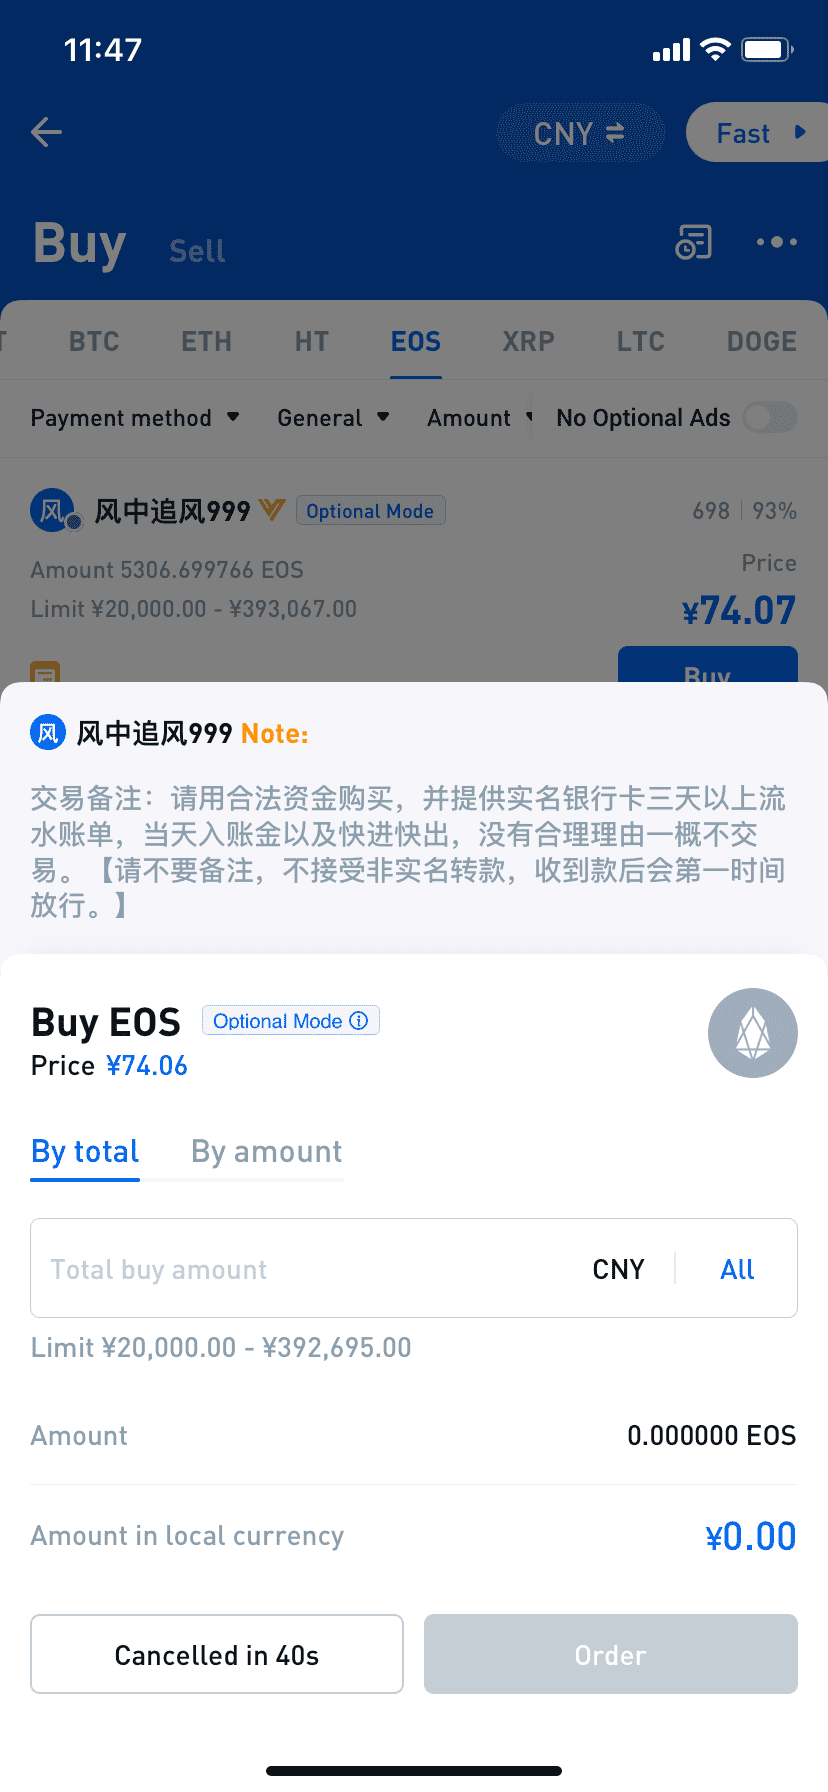 11:47
CNY
Fast
Buy Sell
T BTC ETH HT EOS XRP LTC DOGE
Payment method General Amount No Optional Ads
风 风中追风999 Optional Mode 698 93%
Amount 5306.699766 EOS Price
Limit ¥20,000.00 - ¥393,067.00 ¥74.07
Buy
风 风中追风999 Note:
交易备注：请用合法资金购买，并提供实名银行卡三天以上流
水账单，当天入账金以及快进快出，没有合理理由一概不交
易。【请不要备注，不接受非实名转款，收到款后会第一时间
放行。】
Buy EOS Optional Mode
Price ¥74.06
By total By amount
Total buy amount CNY All
Limit ¥20,000.00 - ¥392,695.00
Amount 0.000000 EOS
Amount in local currency ¥0.00
Cancelled in 40s Order